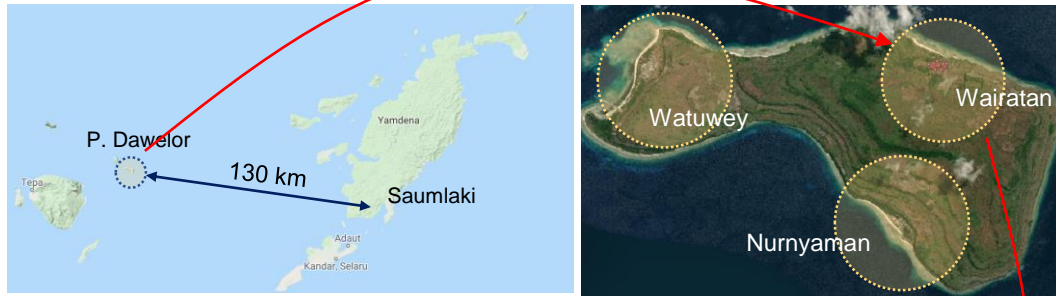 Yamdena
P. Dawelor
130 km
Tepa
Saumlaki
Adaut
Kandar, Selaru
Watuwey
Wairatan
Nurnyaman